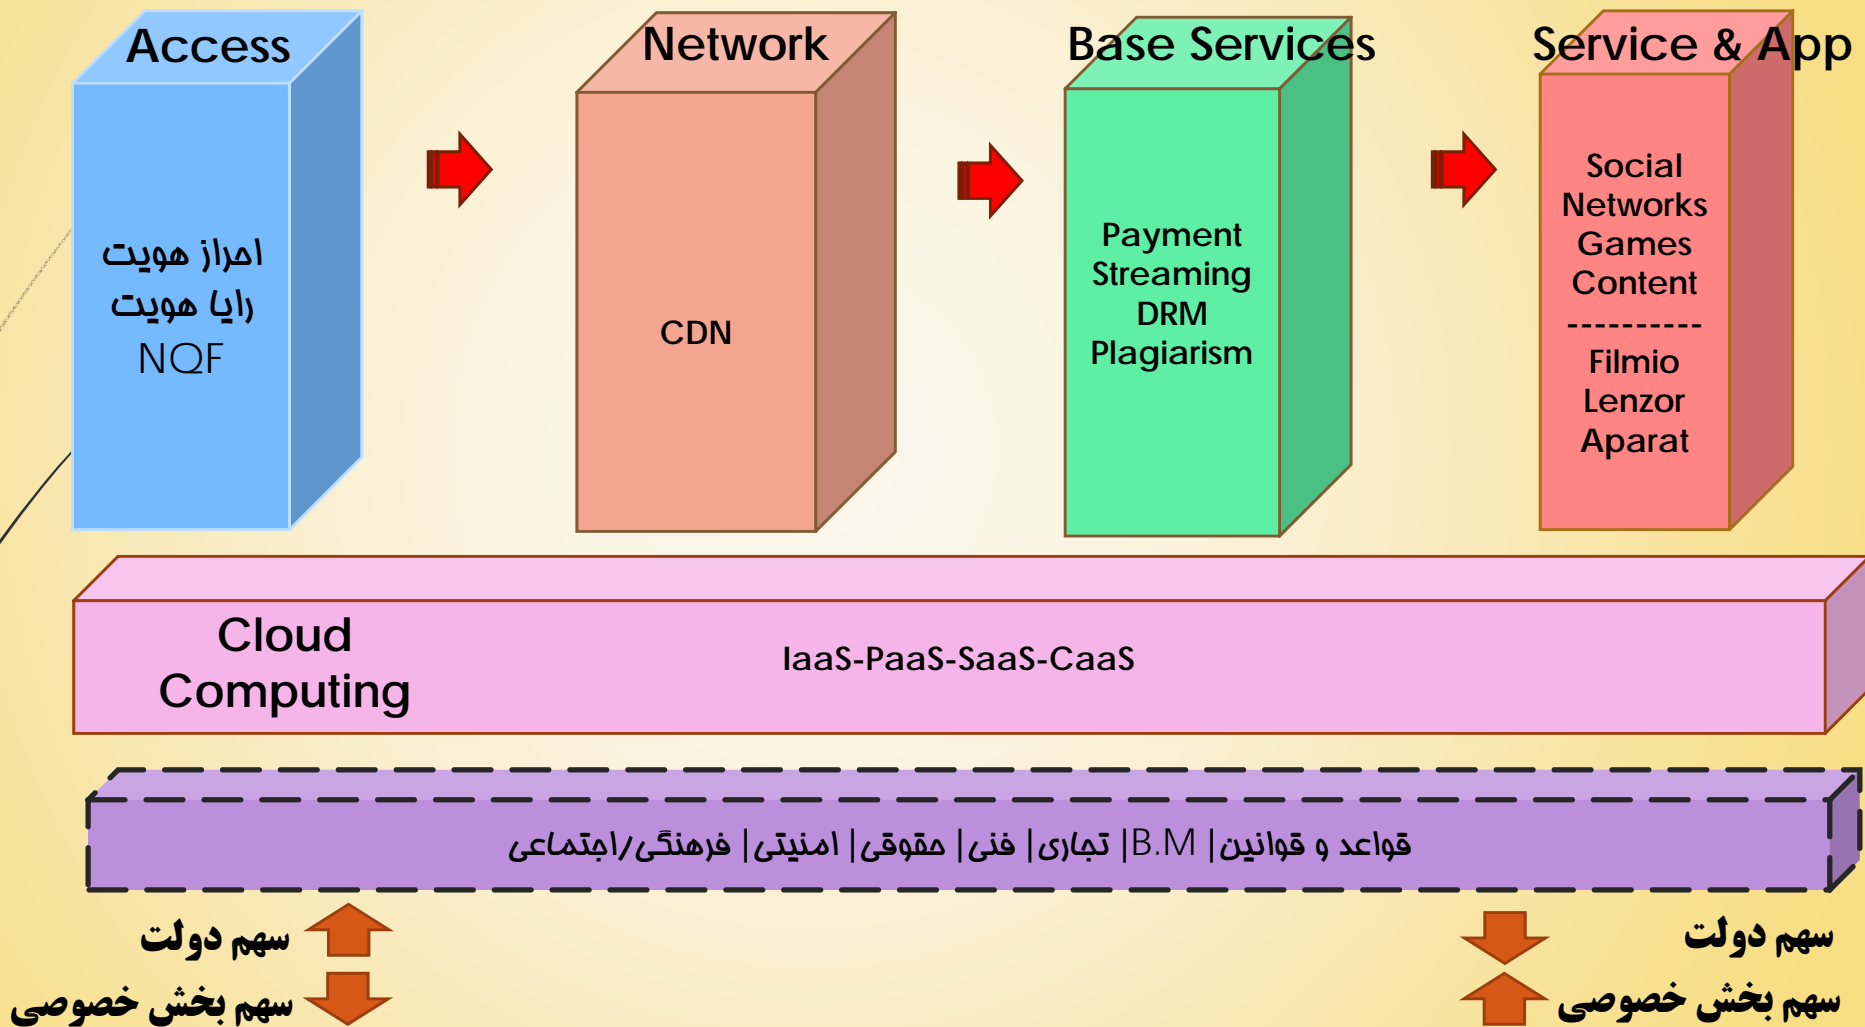 Access
احراز هویت
رایا هویت
NQF
Network
CDN
Base Services
Payment
Streaming
DRM
Plagiarism
Service & App
Social
Networks
Games
Content
----------
Filmio
Lenzor
Aparat
Cloud
Computing
IaaS-PaaS-SaaS-CaaS
قواعد و قوانین| B.M| تجاری| فنی| حقوقی| امنیتی| فرهنگی/اجتماعی
سهم دولت
سهم بخش خصوصی
سهم دولت
سهم بخش خصوصی